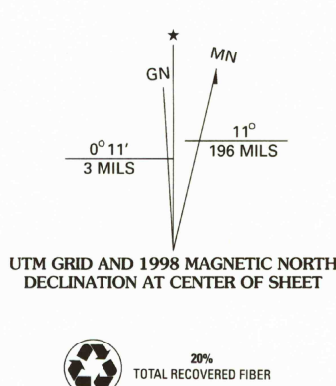 ★
GN
MN
0° 11'
3 MILS
11°
196 MILS
UTM GRID AND 1998 MAGNETIC NORTH
DECLINATION AT CENTER OF SHEET
20%
TOTAL RECOVERED FIBER